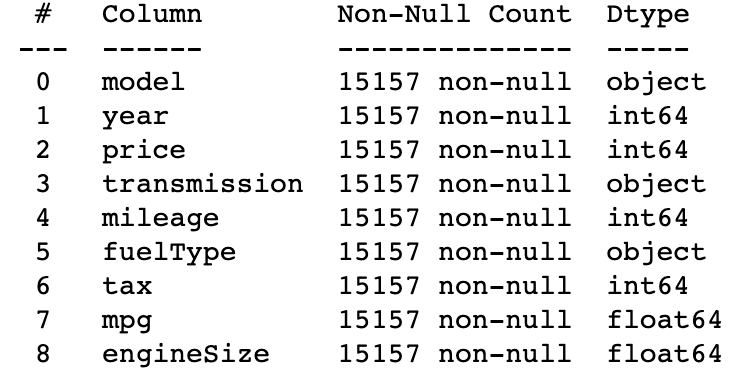 #   Column        Non-Null Count  Dtype
---  ------        --------------  -----
0   model         15157 non-null  object
1   year          15157 non-null  int64
2   price         15157 non-null  int64
3   transmission  15157 non-null  object
4   mileage       15157 non-null  int64
5   fuelType      15157 non-null  object
6   tax           15157 non-null  int64
7   mpg           15157 non-null  float64
8   engineSize    15157 non-null  float64